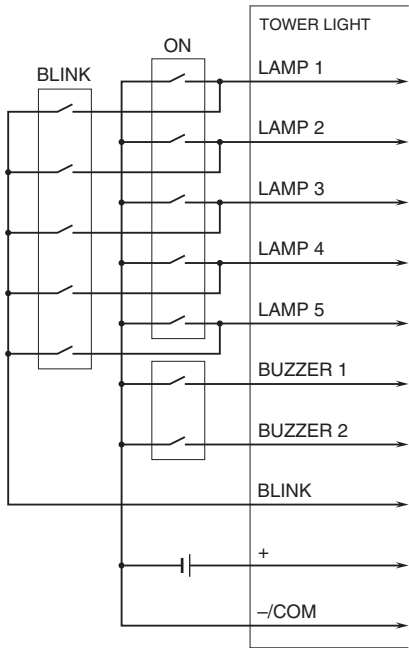 TOWER LIGHT
ON
LAMP 1
BLINK
LAMP 2
LAMP 3
LAMP 4
LAMP 5
BUZZER 1
BUZZER 2
BLINK
+
–/COM